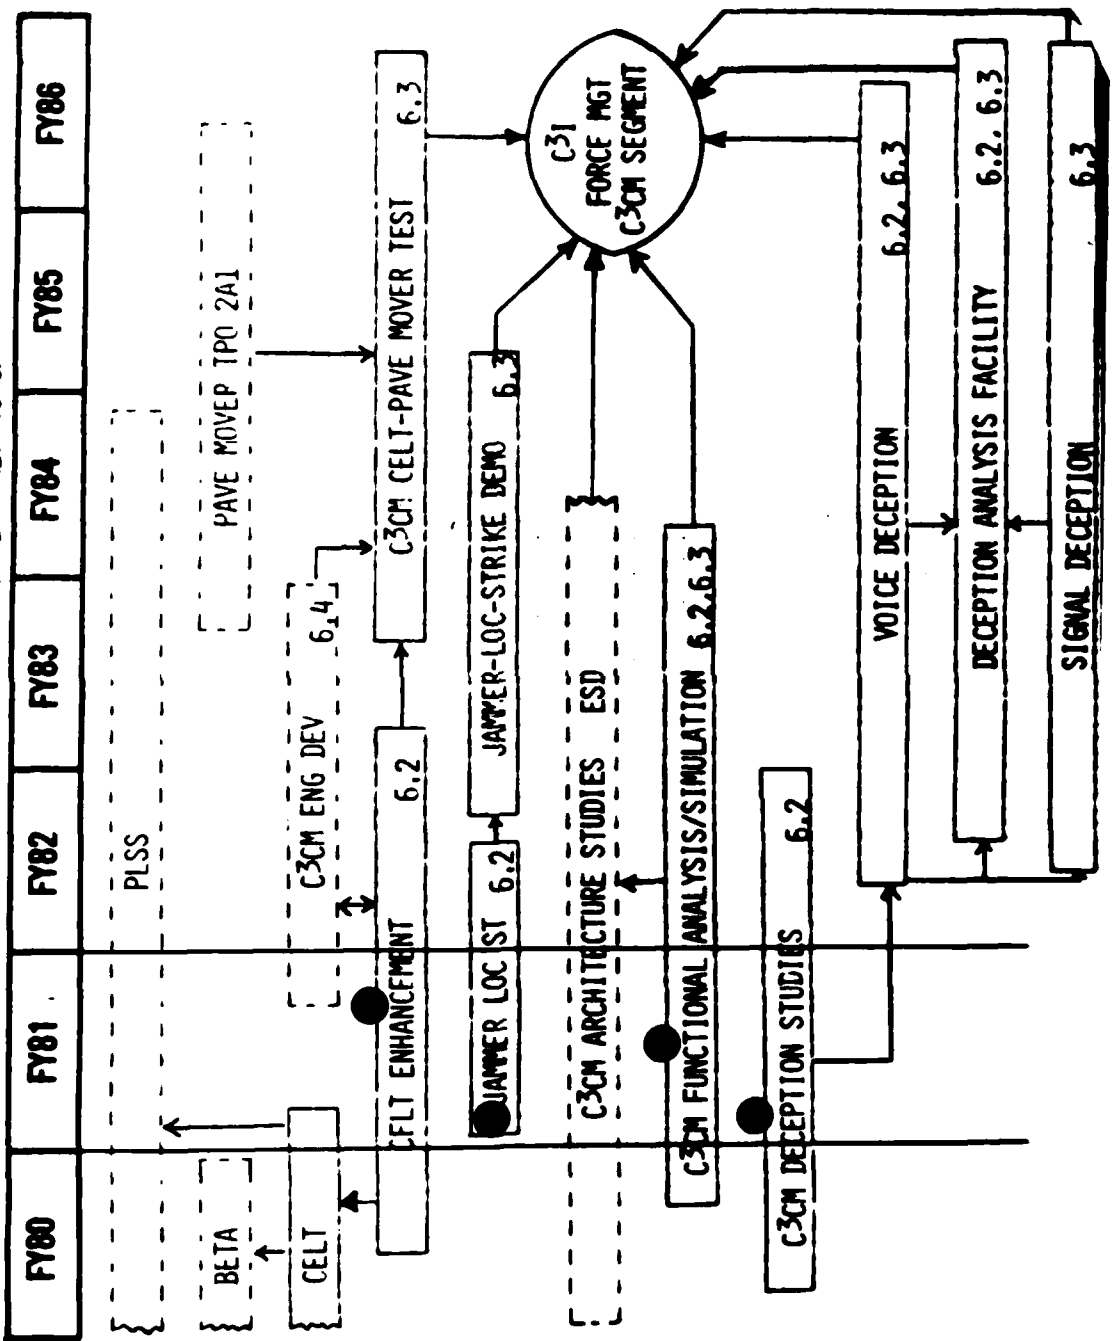 FY80 FY81 FY82 FY83 FY84 FY85 FY86
PLSS
BETA
PAVE MOVEP TPO 2A1
CELT
C3CM ENG DEV 6.4
CFLT ENHANCEMENT 6.2
C3CM CELT-PAVE MOVER TEST 6.3
JAMMER LOC ST 6.2
JAMMER-LOC-STRIKE DEMO 6.3
C3I
FORCE MGT
C3CM SEGMENT
C3CM ARCHITECTURE STUDIES ESD
C3CM FUNCTIONAL ANALYSIS/SIMULATION 6.2,6.3
C3CM DECEPTION STUDIES 6.2
VOICE DECEPTION 6.2, 6.3
DECEPTION ANALYSIS FACILITY 6.2, 6.3
SIGNAL DECEPTION 6.3